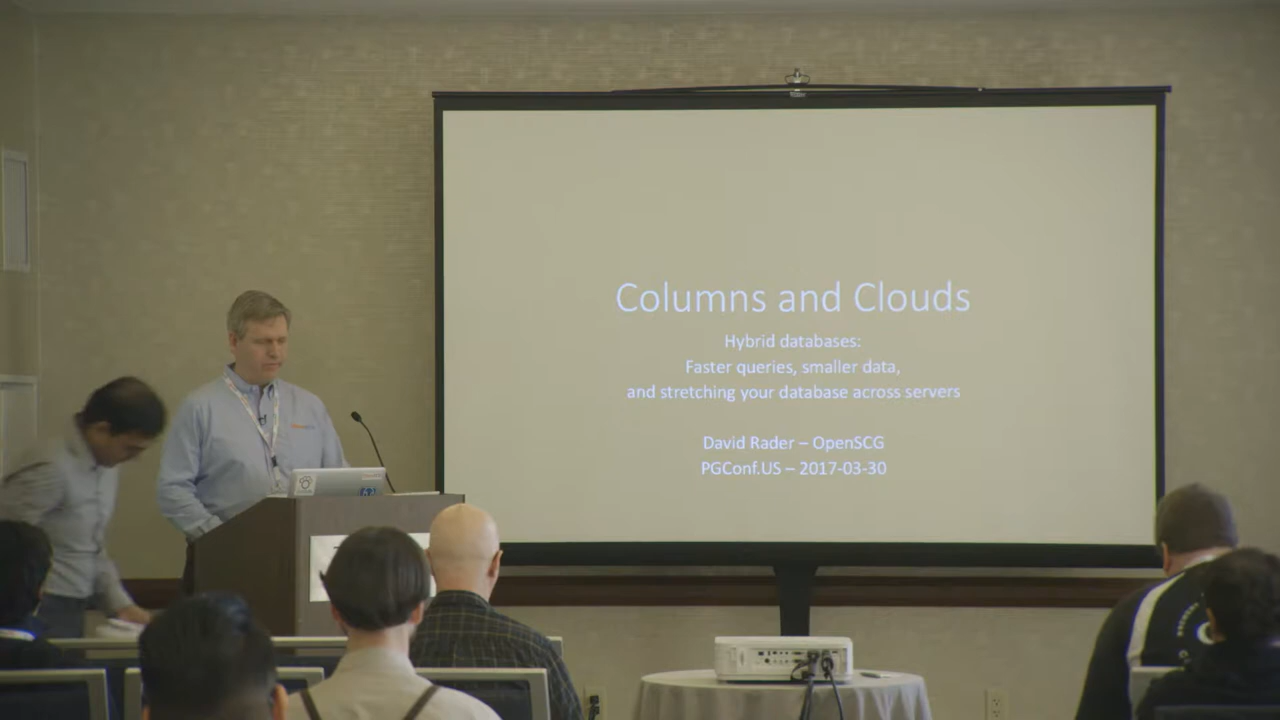 Columns and Clouds
Hybrid databases:
Faster queries, smaller data,
and stretching your database across servers
David Rader – OpenSCG
PGConf.US – 2017-03-30